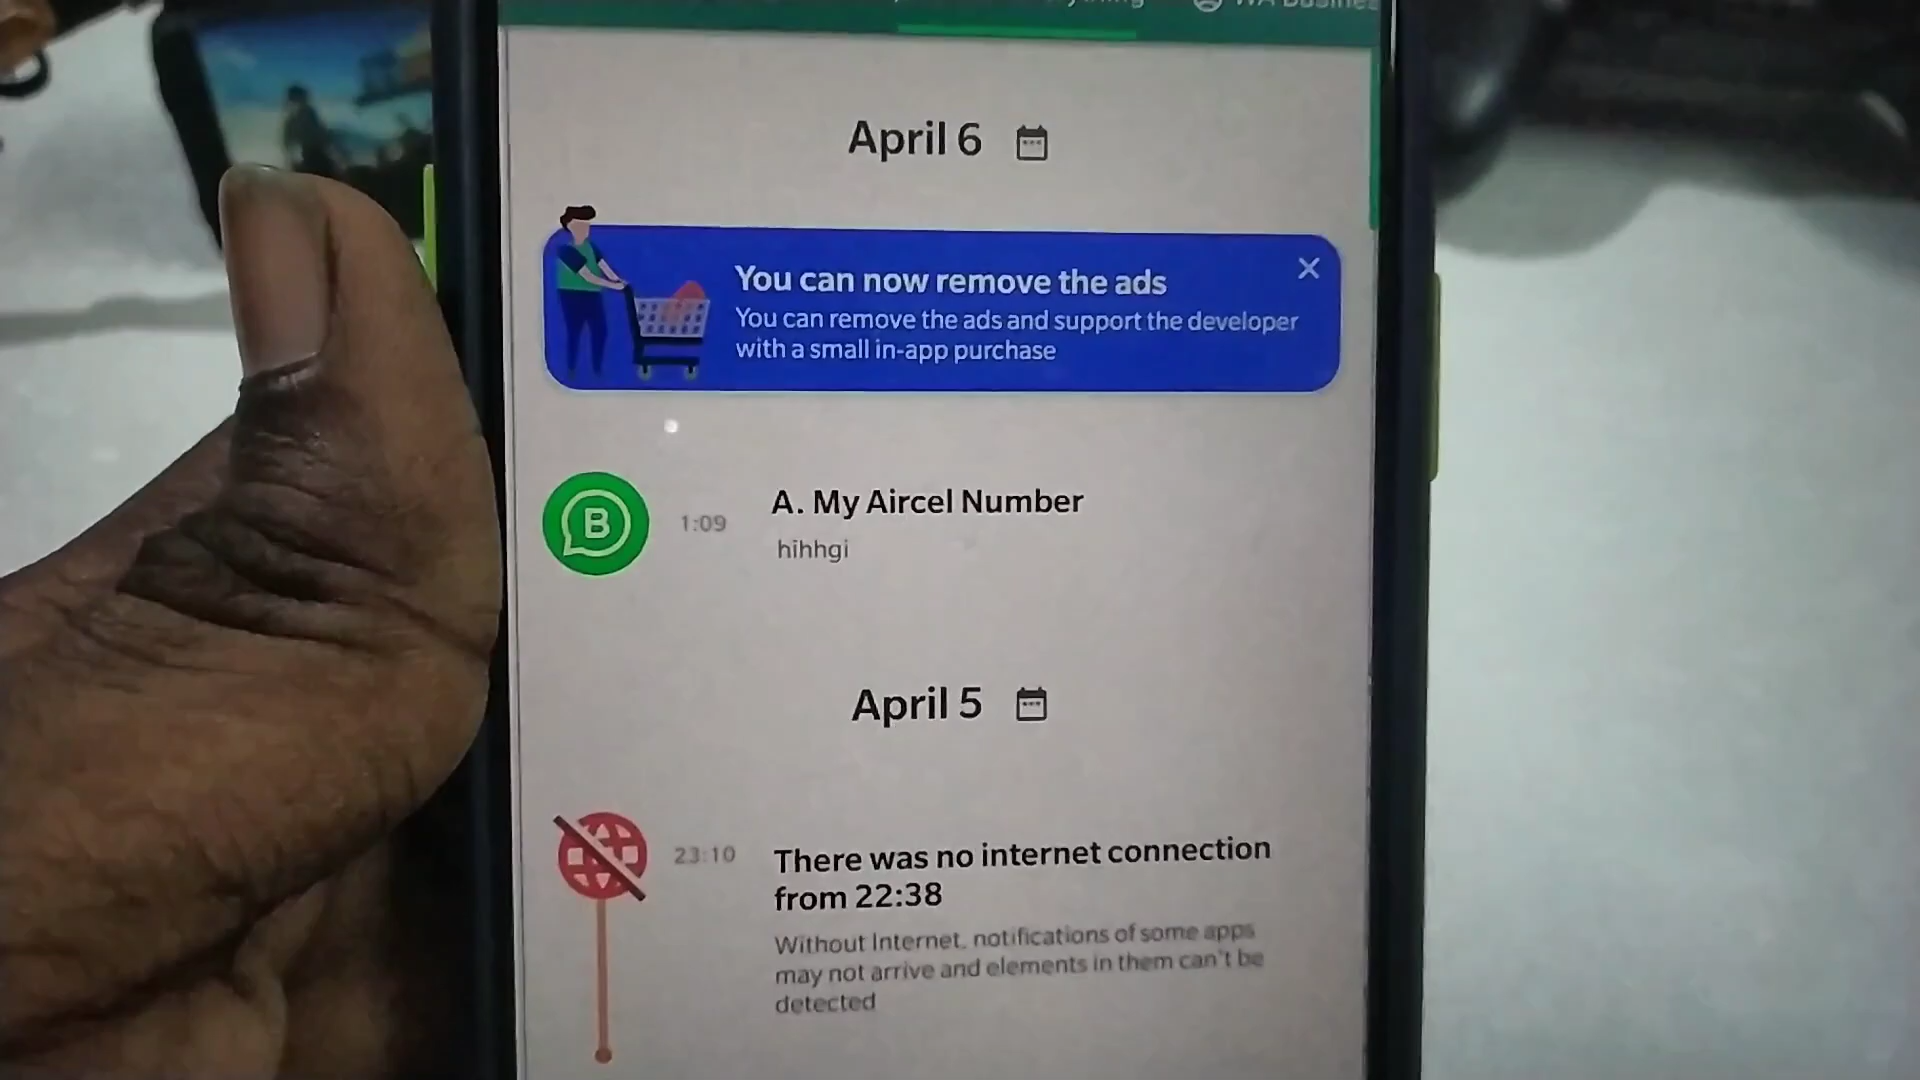 WA Business
April 6
You can now remove the ads
You can remove the ads and support the developer
with a small in-app purchase
B
1:09
A. My Aircel Number
hihhgi
April 5
23:10
There was no internet connection
from 22:38
Without Internet, notifications of some apps
may not arrive and elements in them can't be
detected